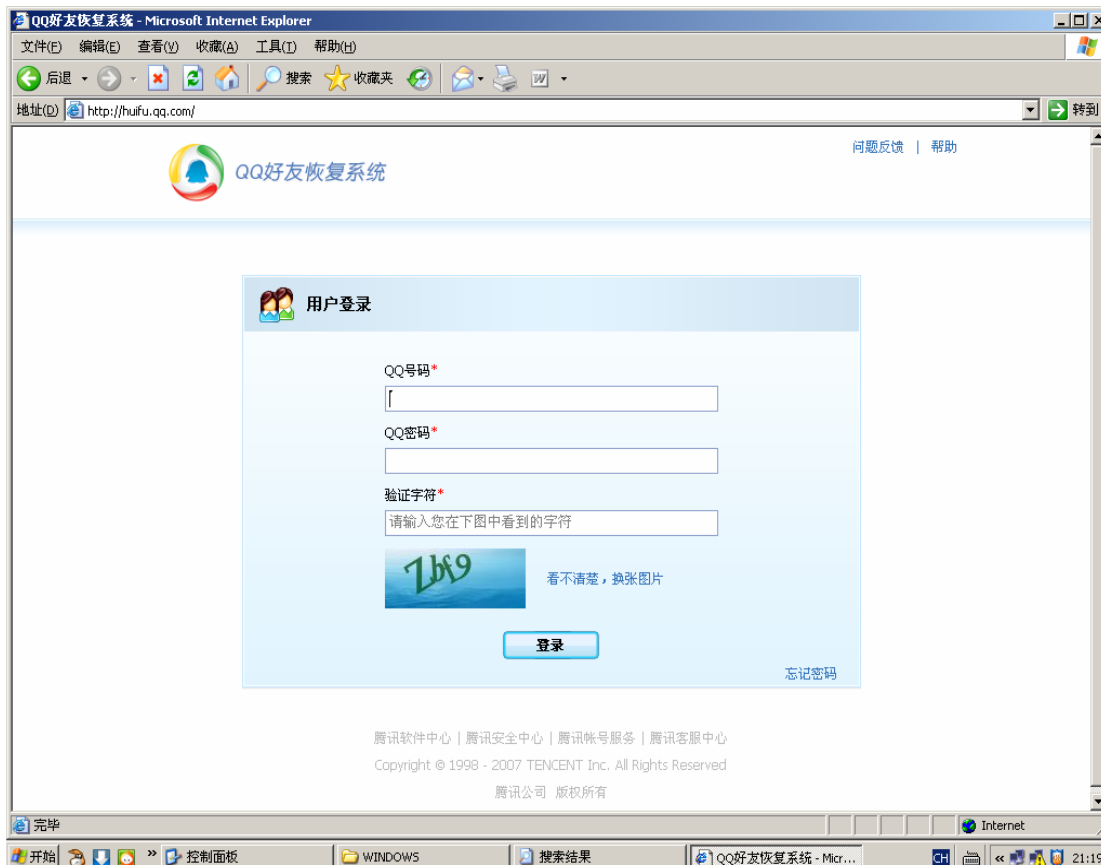 QQ好友恢复系统 - Microsoft Internet Explorer
文件(F) 编辑(E) 查看(V) 收藏(A) 工具(T) 帮助(H)
后退 搜索 收藏夹
地址(D) http://huifu.qq.com/ 转到
问题反馈 | 帮助
QQ好友恢复系统
用户登录
QQ号码*
QQ密码*
验证字符*
请输入您在下图中看到的字符
Zbf9
看不清楚，换张图片
登录
忘记密码
腾讯软件中心 | 腾讯安全中心 | 腾讯帐号服务 | 腾讯客服中心
Copyright © 1998 - 2007 TENCENT Inc. All Rights Reserved
腾讯公司 版权所有
完毕 Internet
开始 » 控制面板 WINDOWS 搜索结果 QQ好友恢复系统 - Micr... CH « 21:19